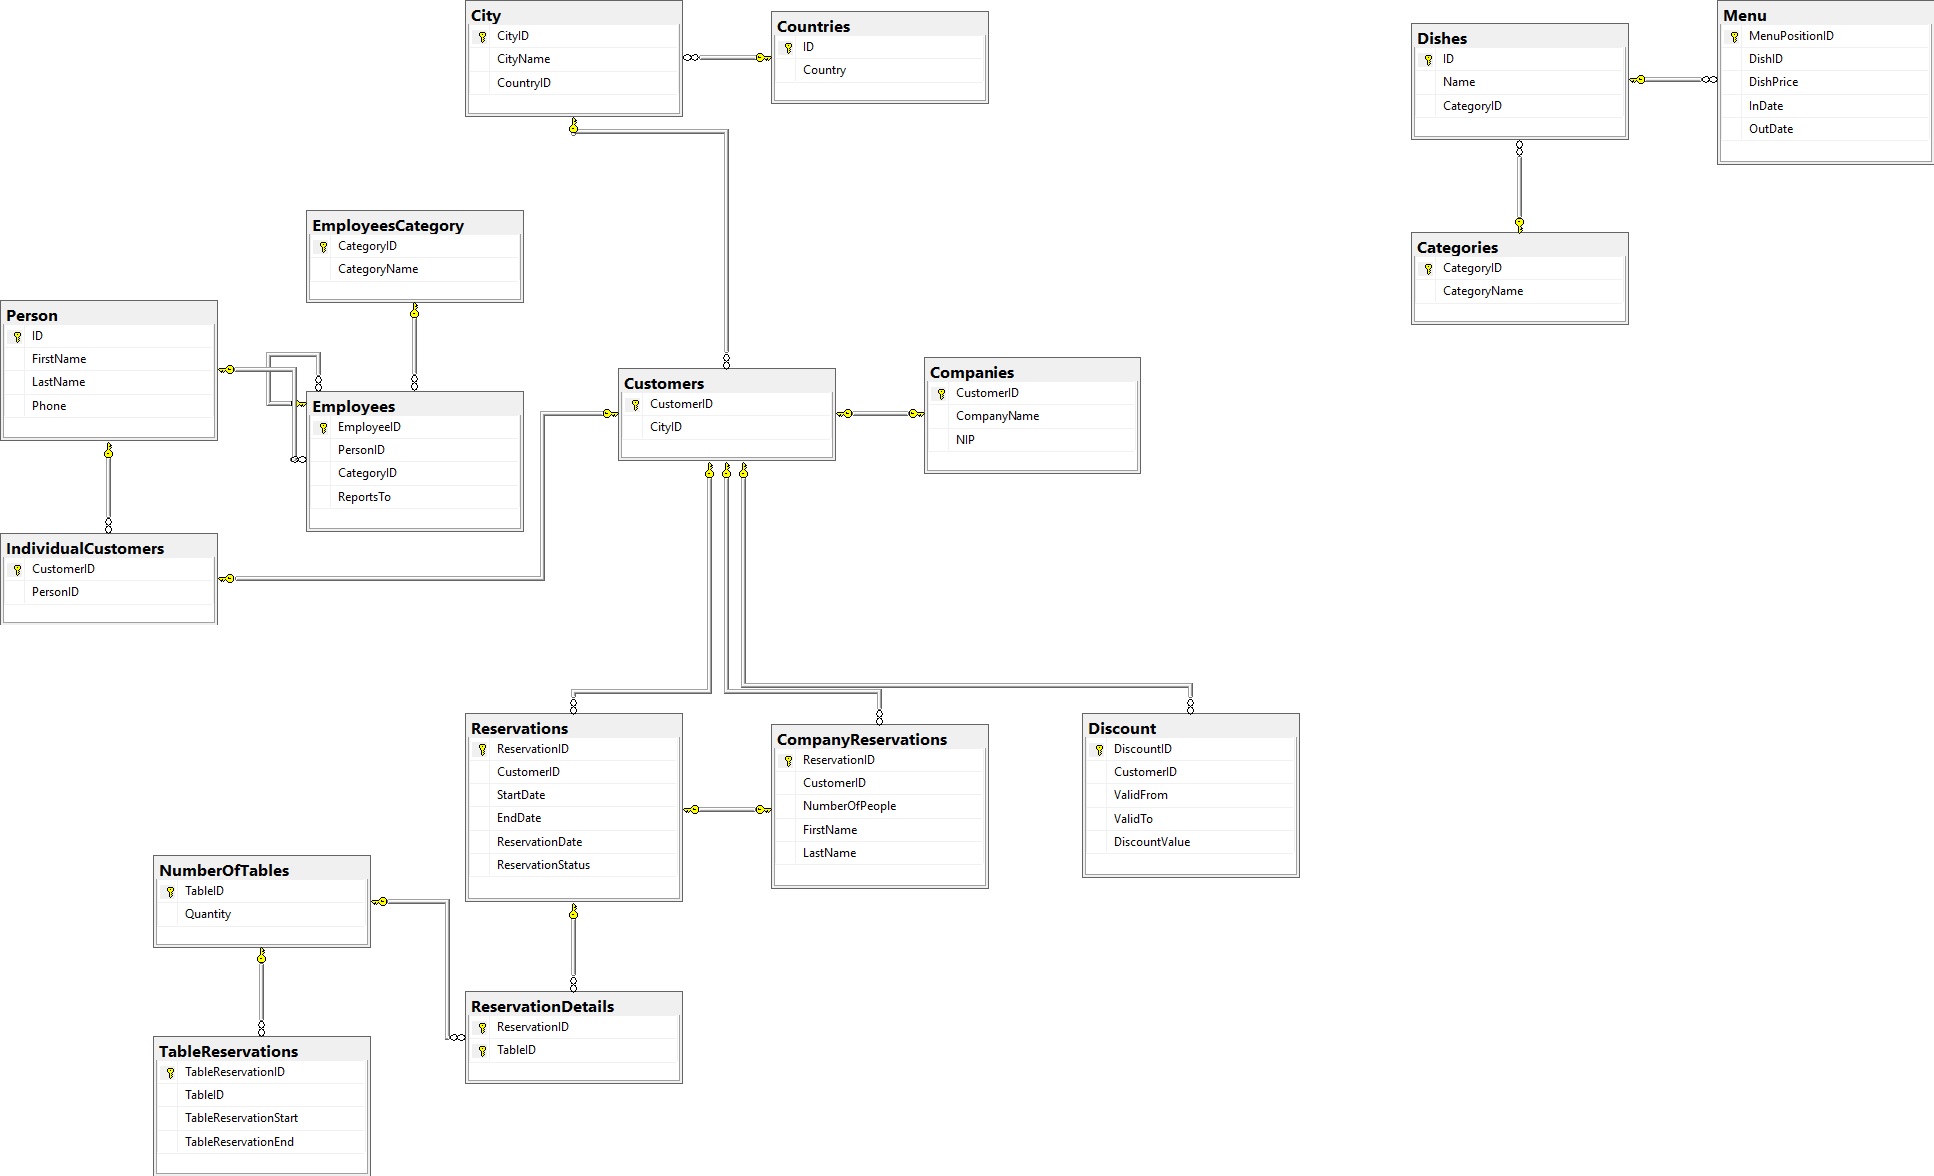 City
CityID
CityName
CountryID
Countries
ID
Country
Dishes
ID
Name
CategoryID
Menu
MenuPositionID
DishID
DishPrice
InDate
OutDate
EmployeesCategory
CategoryID
CategoryName
Categories
CategoryID
CategoryName
Person
ID
FirstName
LastName
Phone
Employees
EmployeeID
PersonID
CategoryID
ReportsTo
Customers
CustomerID
CityID
Companies
CustomerID
CompanyName
NIP
IndividualCustomers
CustomerID
PersonID
Reservations
ReservationID
CustomerID
StartDate
EndDate
ReservationDate
ReservationStatus
CompanyReservations
ReservationID
CustomerID
NumberOfPeople
FirstName
LastName
Discount
DiscountID
CustomerID
ValidFrom
ValidTo
DiscountValue
NumberOfTables
TableID
Quantity
ReservationDetails
ReservationID
TableID
TableReservations
TableReservationID
TableID
TableReservationStart
TableReservationEnd